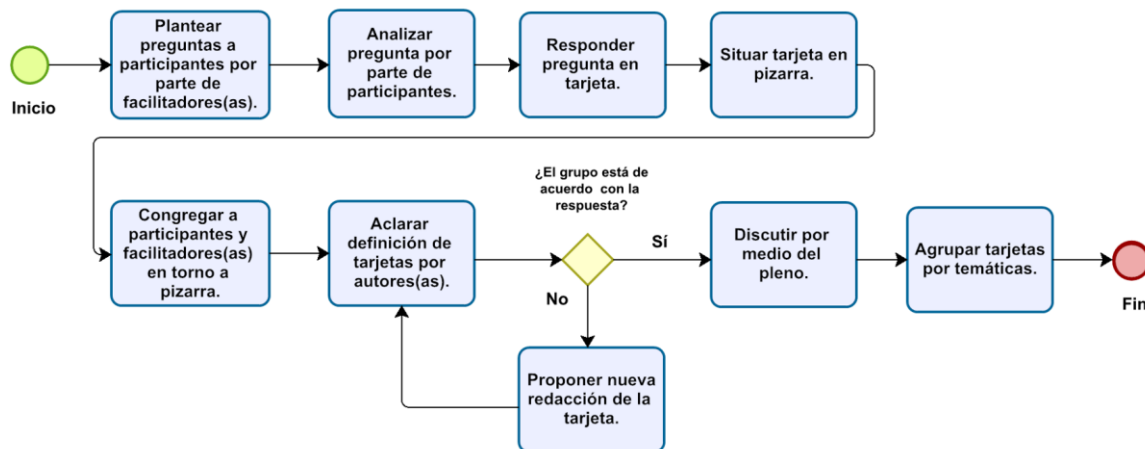 Inicio
Plantear
preguntas a
participantes por
parte de
facilitadores(as).
Analizar
pregunta por
parte de
participantes.
Responder
pregunta en
tarjeta.
Situar tarjeta en
pizarra.
Congregar a
participantes y
facilitadores(as)
en torno a
pizarra.
Aclarar
definición de
tarjetas por
autores(as).
¿El grupo está de
acuerdo con la
respuesta?
Sí
No
Proponer nueva
redacción de la
tarjeta.
Discutir por
medio del
pleno.
Agrupar tarjetas
por temáticas.
Fin